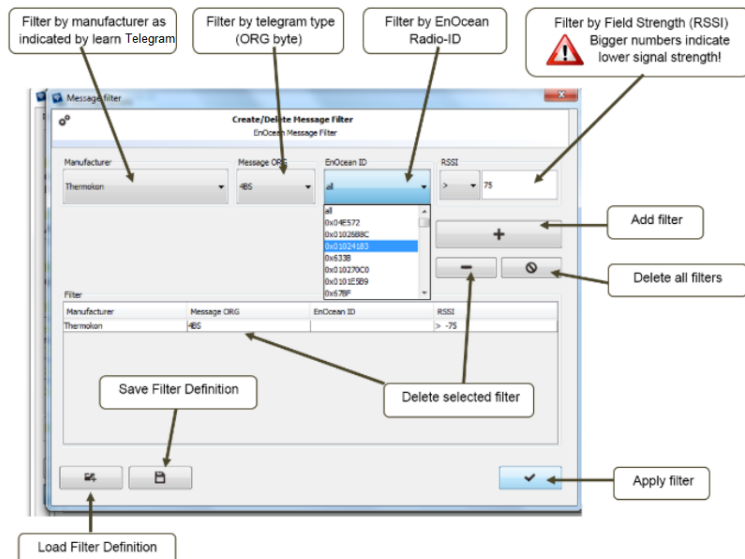 Filter by manufacturer as
indicated by learn Telegram
Filter by telegram type
(ORG byte)
Filter by EnOcean
Radio-ID
Filter by Field Strength (RSSI)
Bigger numbers indicate
lower signal strength!
Message filter
Create/Delete Message Filter
EnOcean Message Filter
Manufacturer
Message ORG
EnOcean ID
RSSI
Thermokon
4BS
all
>
75
all
0x04E572
0x01026B8C
0x01024183
0x633B
0x010270C0
0x0101E5B9
0x67BF
Add filter
Delete all filters
Filter
Manufacturer
Message ORG
EnOcean ID
RSSI
Thermokon
4BS
> -75
Save Filter Definition
Delete selected filter
Apply filter
Load Filter Definition